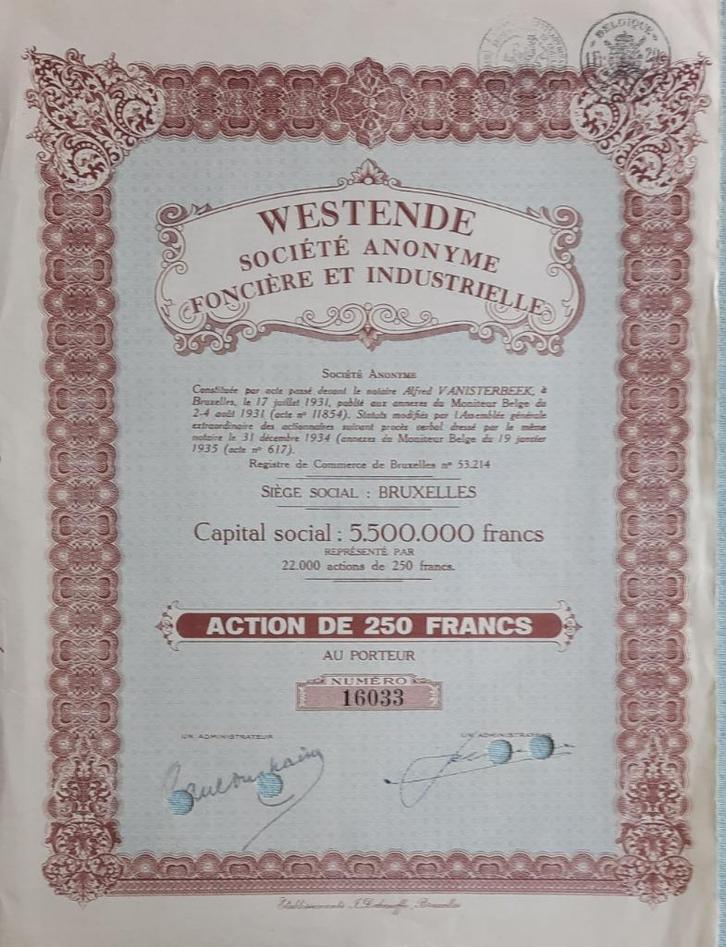 BELGIQUE
WESTENDE
SOCIÉTÉ ANONYME
FONCIÈRE ET INDUSTRIELLE
SOCIÉTÉ ANONYME
Constituée par acte passé devant le notaire Alfred VANISTERBEEK, à
Bruxelles, le 17 juillet 1931, publié aux annexes du Moniteur Belge du
2-4 août 1931 (acte nº 11854). Statuts modifiés par l'Assemblée générale
extraordinaire des actionnaires suivant procès verbal dressé par le même
notaire le 31 décembre 1934 (annexes du Moniteur Belge du 19 janvier
1935 (acte nº 617).
Registre de Commerce de Bruxelles nº 53.214
SIÈGE SOCIAL : BRUXELLES
Capital social : 5.500.000 francs
REPRÉSENTÉ PAR
22.000 actions de 250 francs.
ACTION DE 250 FRANCS
AU PORTEUR
NUMÉRO
16033
UN ADMINISTRATEUR
UN ADMINISTRATEUR
Établissements Bruxelles